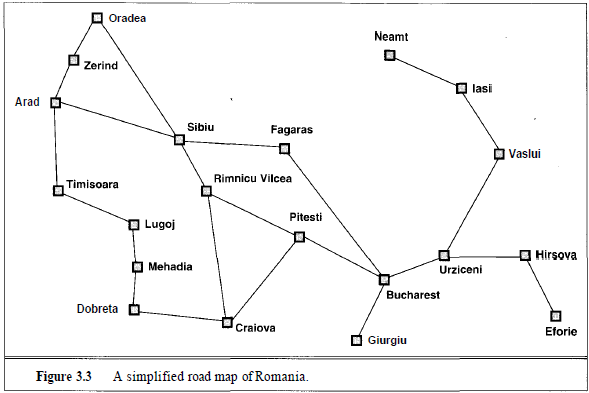 Oradea
Neamt
Zerind
Iasi
Arad
Sibiu
Fagaras
Vaslui
Timisoara
Rimnicu Vilcea
Lugoj
Pitesti
Mehadia
Urziceni
Hirsova
Bucharest
Dobreta
Craiova
Giurgiu
Eforie
Figure 3.3 A simplified road map of Romania.